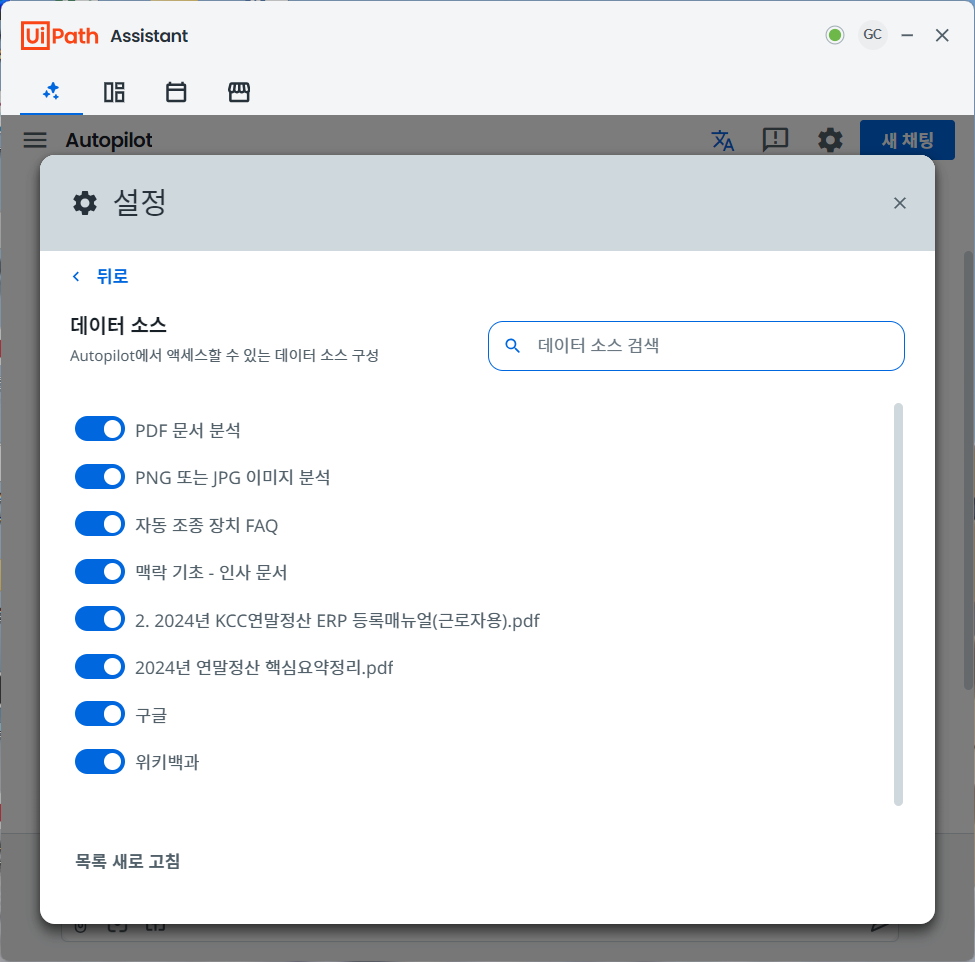 UiPath Assistant
GC
Autopilot
새 채팅
설정
뒤로
데이터 소스
Autopilot에서 액세스할 수 있는 데이터 소스 구성
데이터 소스 검색
PDF 문서 분석
PNG 또는 JPG 이미지 분석
자동 조종 장치 FAQ
맥락 기초 - 인사 문서
2. 2024년 KCC연말정산 ERP 등록매뉴얼(근로자용).pdf
2024년 연말정산 핵심요약정리.pdf
구글
위키백과
목록 새로 고침